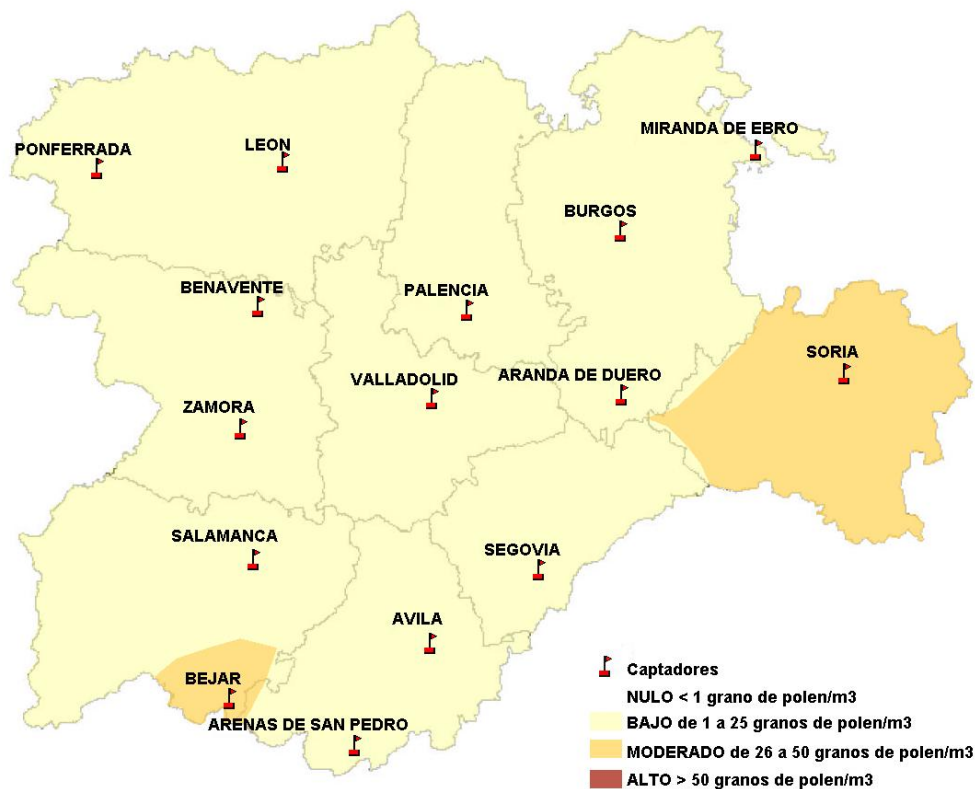 MIRANDA DE EBRO
PONFERRADA
LEON
BURGOS
BENAVENTE
PALENCIA
SORIA
VALLADOLID
ARANDA DE DUERO
ZAMORA
SALAMANCA
SEGOVIA
AVILA
BEJAR
ARENAS DE SAN PEDRO
Captadores
NULO < 1 grano de polen/m3
BAJO de 1 a 25 granos de polen/m3
MODERADO de 26 a 50 granos de polen/m3
ALTO > 50 granos de polen/m3